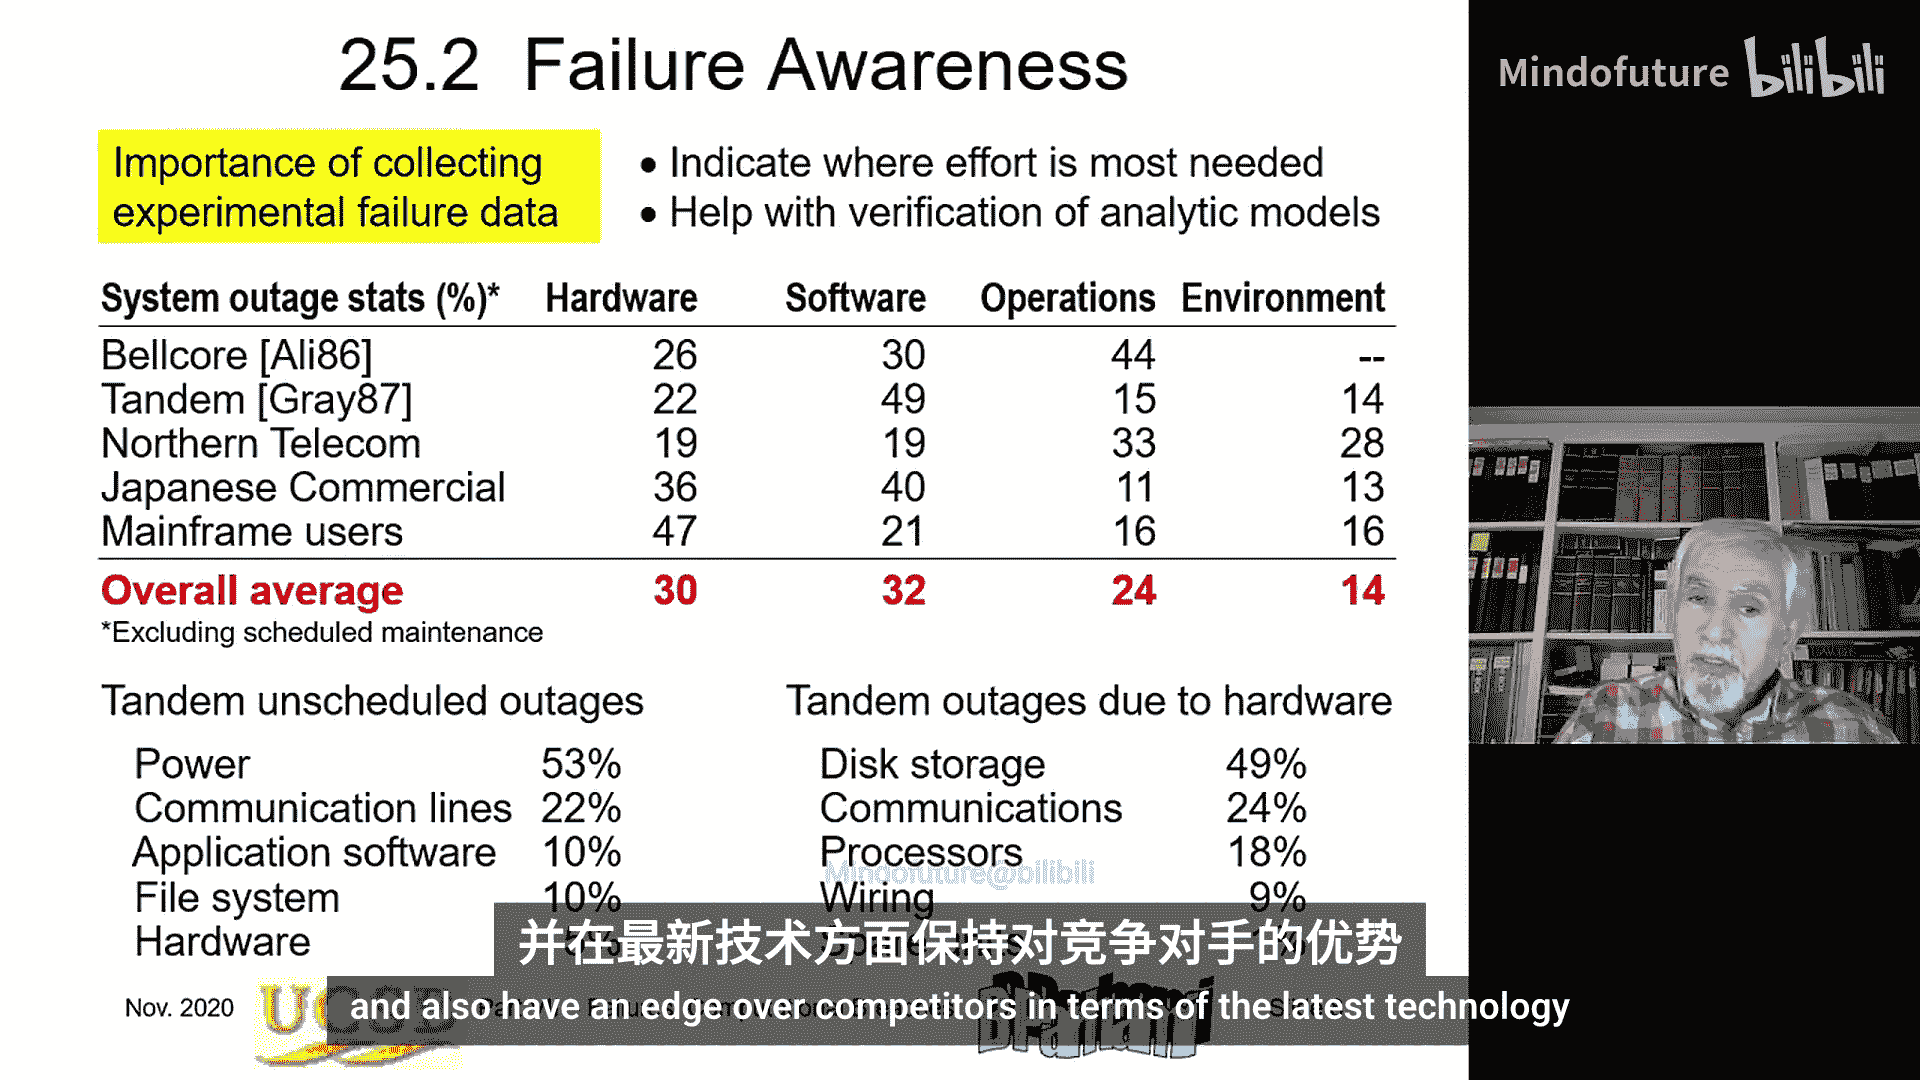 25.2 Failure Awareness
Mindofuture bilibili
Importance of collecting
experimental failure data
• Indicate where effort is most needed
• Help with verification of analytic models
System outage stats (%)* Hardware Software Operations Environment
Bellcore [Ali86] 26 30 44 --
Tandem [Gray87] 22 49 15 14
Northern Telecom 19 19 33 28
Japanese Commercial 36 40 11 13
Mainframe users 47 21 16 16
Overall average 30 32 24 14
*Excluding scheduled maintenance
Tandem unscheduled outages
Power 53%
Communication lines 22%
Application software 10%
File system 10%
Hardware
Tandem outages due to hardware
Disk storage 49%
Communications 24%
Processors 18%
Wiring 9%
Mindofuture@bilibili
并在最新技术方面保持对竞争对手的优势
and also have an edge over competitors in terms of the latest technology
Nov. 2020
UCSB
BParhami